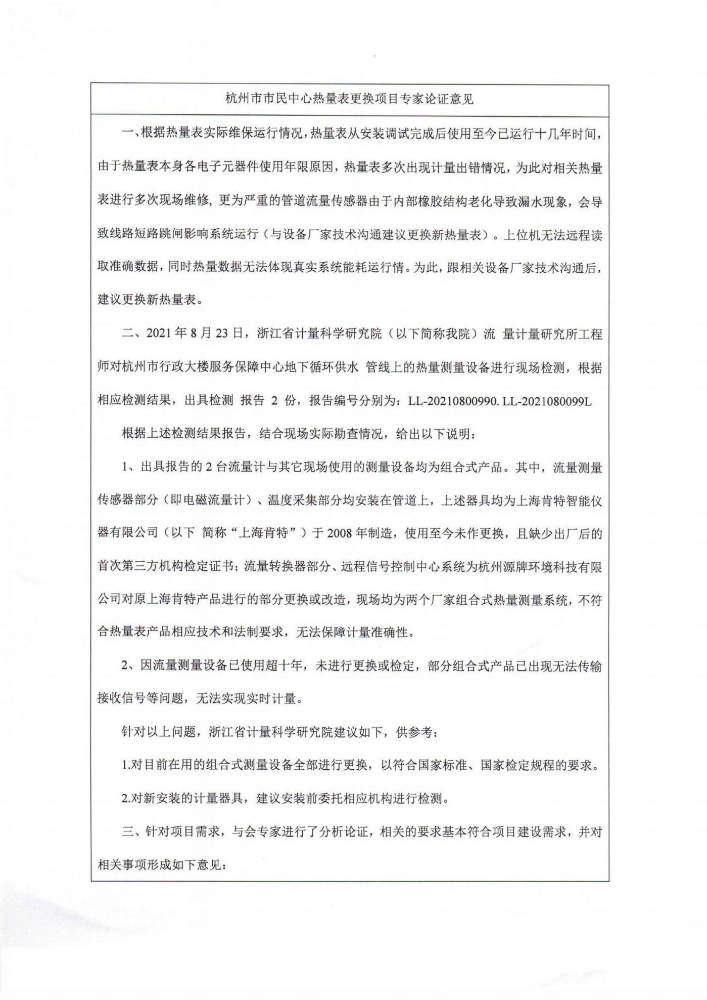 杭州市市民中心热量表更换项目专家论证意见
一、根据热量表实际维保运行情况，热量表从安装调试完成后使用至今已运行十几年时间，
由于热量表本身各电子元器件使用年限原因，热量表多次出现计量出错情况，为此对相关热量
表进行多次现场维修, 更为严重的管道流量传感器由于内部橡胶结构老化导致漏水现象，会导
致线路短路跳闸影响系统运行（与设备厂家技术沟通建议更换新热量表）。上位机无法远程读
取准确数据，同时热量数据无法体现真实系统能耗运行情。为此，跟相关设备厂家技术沟通后，
建议更换新热量表。
二、2021 年 8 月 23 日，浙江省计量科学研究院（以下简称我院）流 量计量研究所工程
师对杭州市行政大楼服务保障中心地下循环供水 管线上的热量测量设备进行现场检测，根据
相应检测结果，出具检测 报告 2 份，报告编号分别为：LL-20210800990. LL-2021080099L
根据上述检测结果报告，结合现场实际勘查情况，给出以下说明：
1、出具报告的 2 台流量计与其它现场使用的测量设备均为组合式产品。其中，流量测量
传感器部分（即电磁流量计）、温度采集部分均安装在管道上，上述器具均为上海肯特智能仪
器有限公司（以下 简称“上海肯特”）于 2008 年制造，使用至今未作更换，且缺少出厂后的
首次第三方机构检定证书；流量转换器部分、远程信号控制中心系统为杭州源牌环境科技有限
公司对原上海肯特产品进行的部分更换或改造，现场均为两个厂家组合式热量测量系统，不符
合热量表产品相应技术和法制要求，无法保障计量准确性。
2、因流量测量设备已使用超十年，未进行更换或检定，部分组合式产品已出现无法传输
接收信号等问题，无法实现实时计量。
针对以上问题，浙江省计量科学研究院建议如下，供参考：
1.对目前在用的组合式测量设备全部进行更换，以符合国家标准、国家检定规程的要求。
2.对新安装的计量器具，建议安装前委托相应机构进行检测。
三、针对项目需求，与会专家进行了分析论证，相关的要求基本符合项目建设需求，并对
相关事项形成如下意见：